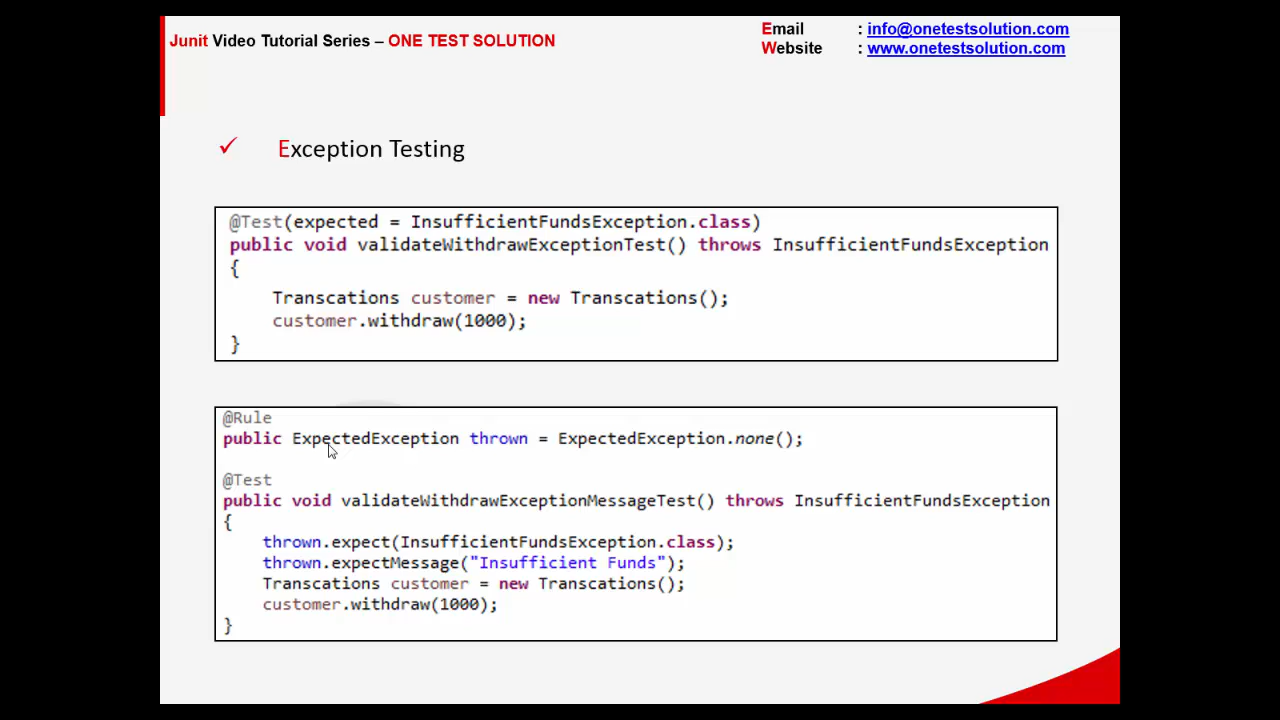 Junit Video Tutorial Series – ONE TEST SOLUTION
Email : info@onetestsolution.com
Website : www.onetestsolution.com
✓ Exception Testing
@Test(expected = InsufficientFundsException.class)
public void validateWithdrawExceptionTest() throws InsufficientFundsException
{
Transcations customer = new Transcations();
customer.withdraw(1000);
}
@Rule
public ExpectedException thrown = ExpectedException.none();
@Test
public void validateWithdrawExceptionMessageTest() throws InsufficientFundsException
{
thrown.expect(InsufficientFundsException.class);
thrown.expectMessage("Insufficient Funds");
Transcations customer = new Transcations();
customer.withdraw(1000);
}